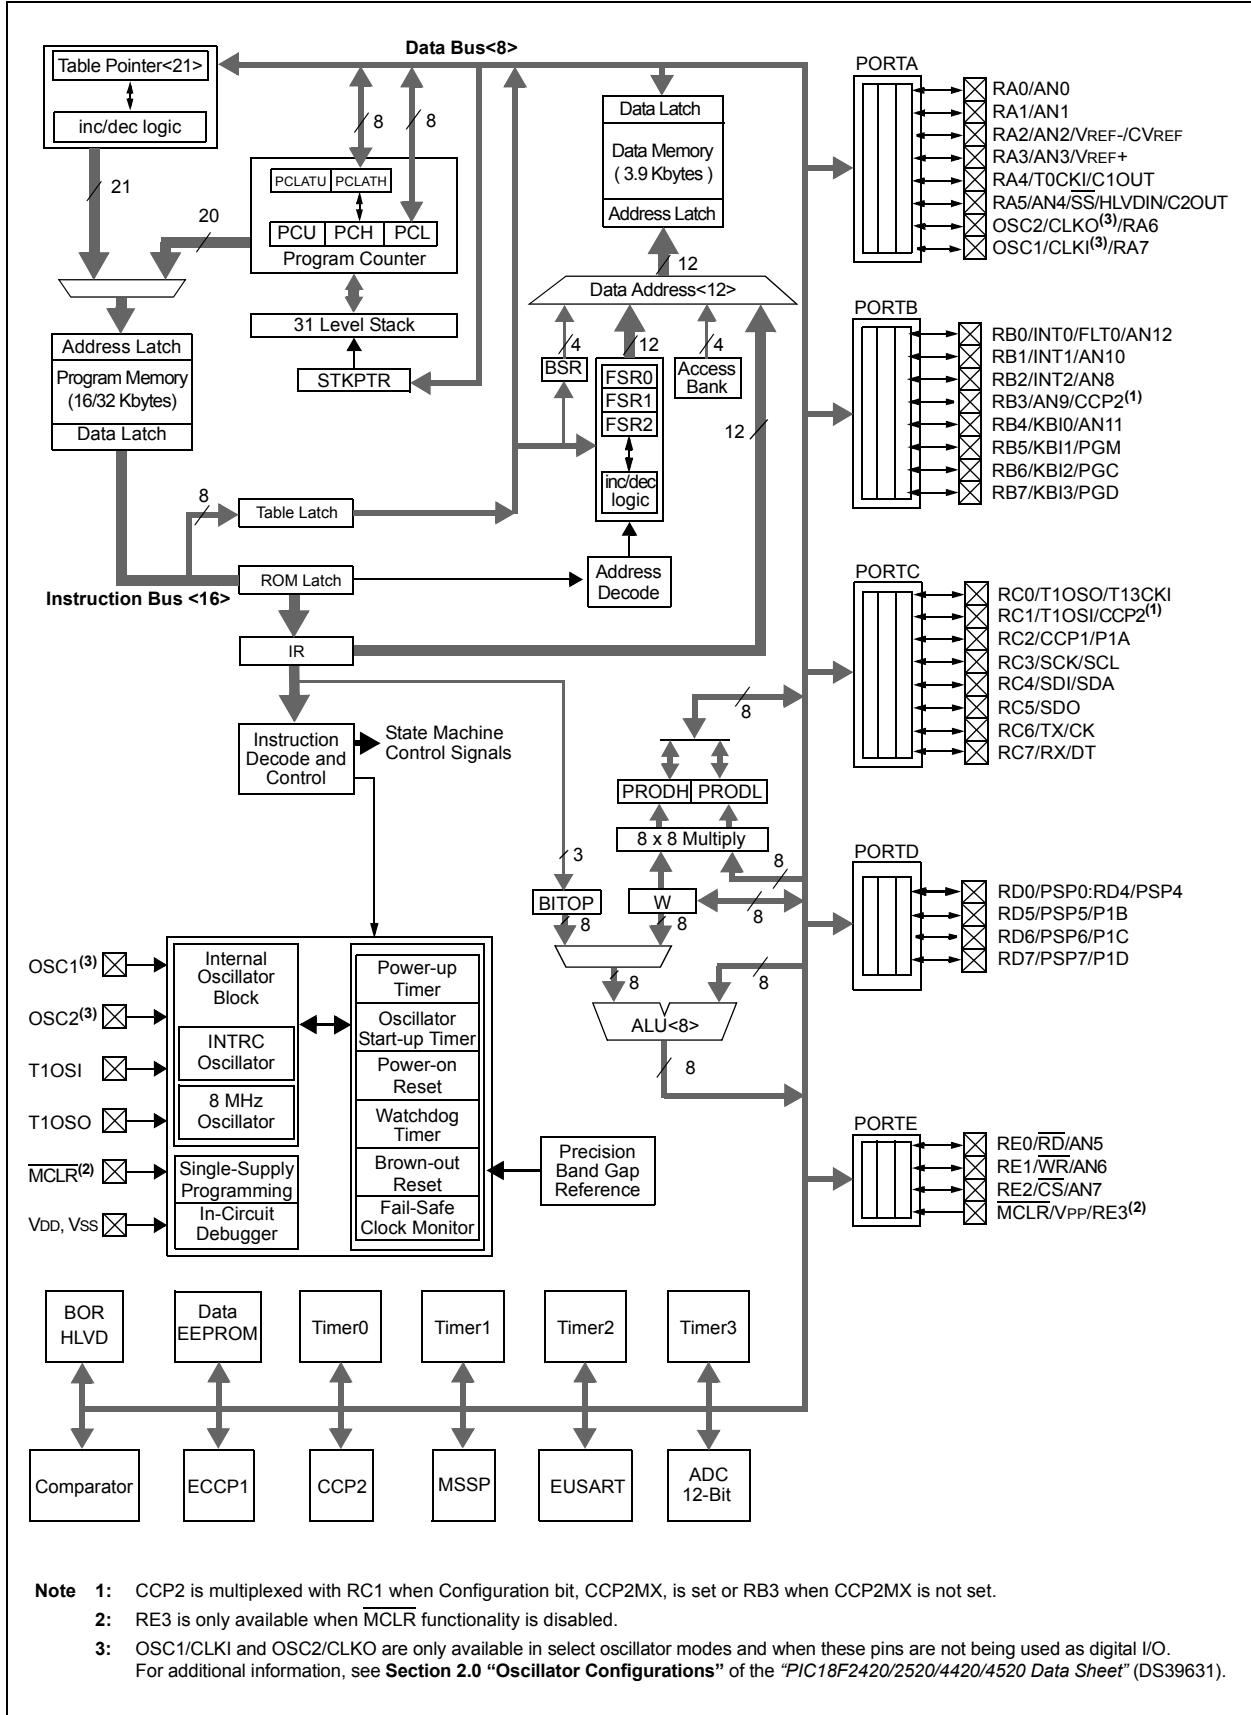 Data Bus<8>
Table Pointer<21>
inc/dec logic
21
20
8
8
PCLATU PCLATH
PCU PCH PCL
Program Counter
31 Level Stack
STKPTR
Data Latch
Data Memory
( 3.9 Kbytes )
Address Latch
12
Data Address<12>
4
12
4
BSR
FSR0
FSR1
FSR2
inc/dec
logic
Access
Bank
12
Address
Decode
Address Latch
Program Memory
(16/32 Kbytes)
Data Latch
8
Table Latch
ROM Latch
Instruction Bus <16>
IR
Instruction
Decode and
Control
State Machine
Control Signals
8
PRODH PRODL
8 x 8 Multiply
3
8
BITOP
W
8
8
8
8
8
ALU<8>
8
PORTA
RA0/AN0
RA1/AN1
RA2/AN2/VREF-/CVREF
RA3/AN3/VREF+
RA4/T0CKI/C1OUT
RA5/AN4/SS/HLVDIN/C2OUT
OSC2/CLKO(3)/RA6
OSC1/CLKI(3)/RA7
PORTB
RB0/INT0/FLT0/AN12
RB1/INT1/AN10
RB2/INT2/AN8
RB3/AN9/CCP2(1)
RB4/KBI0/AN11
RB5/KBI1/PGM
RB6/KBI2/PGC
RB7/KBI3/PGD
PORTC
RC0/T1OSO/T13CKI
RC1/T1OSI/CCP2(1)
RC2/CCP1/P1A
RC3/SCK/SCL
RC4/SDI/SDA
RC5/SDO
RC6/TX/CK
RC7/RX/DT
PORTD
RD0/PSP0:RD4/PSP4
RD5/PSP5/P1B
RD6/PSP6/P1C
RD7/PSP7/P1D
PORTE
RE0/RD/AN5
RE1/WR/AN6
RE2/CS/AN7
MCLR/VPP/RE3(2)
OSC1(3)
OSC2(3)
T1OSI
T1OSO
MCLR(2)
VDD, VSS
Internal
Oscillator
Block
INTRC
Oscillator
8 MHz
Oscillator
Single-Supply
Programming
In-Circuit
Debugger
Power-up
Timer
Oscillator
Start-up Timer
Power-on
Reset
Watchdog
Timer
Brown-out
Reset
Fail-Safe
Clock Monitor
Precision
Band Gap
Reference
BOR
HLVD
Data
EEPROM
Timer0
Timer1
Timer2
Timer3
Comparator
ECCP1
CCP2
MSSP
EUSART
ADC
12-Bit
Note 1: CCP2 is multiplexed with RC1 when Configuration bit, CCP2MX, is set or RB3 when CCP2MX is not set.
2: RE3 is only available when MCLR functionality is disabled.
3: OSC1/CLKI and OSC2/CLKO are only available in select oscillator modes and when these pins are not being used as digital I/O.
For additional information, see Section 2.0 “Oscillator Configurations” of the “PIC18F2420/2520/4420/4520 Data Sheet” (DS39631).